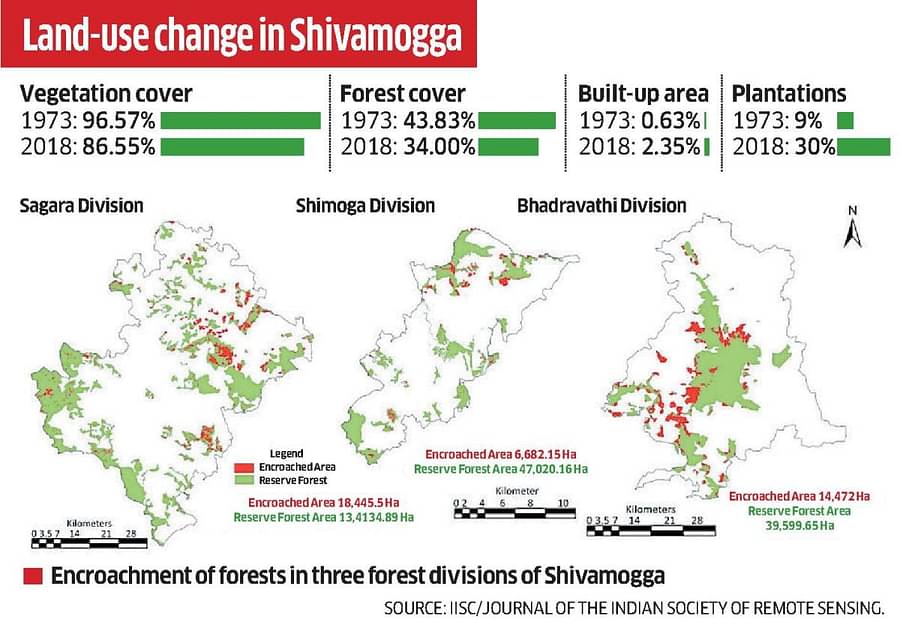 Land-use change in Shivamogga
Vegetation cover
1973: 96.57%
2018: 86.55%
Forest cover
1973: 43.83%
2018: 34.00%
Built-up area
1973: 0.63%
2018: 2.35%
Plantations
1973: 9%
2018: 30%
Sagara Division
Legend
Encroached Area
Reserve Forest
Encroached Area 18,445.5 Ha
Reserve Forest Area 13,4134.89 Ha
Kilometers
0 3.5 7 14 21 28
Shimoga Division
Encroached Area 6,682.15 Ha
Reserve Forest Area 47,020.16 Ha
Kilometer
0 2 4 6 8 10
Bhadravathi Division
N
Encroached Area 14,472 Ha
Reserve Forest Area
39,599.65 Ha
Kilometers
0 3.5 7 14 21 28
Encroachment of forests in three forest divisions of Shivamogga
SOURCE: IISC/JOURNAL OF THE INDIAN SOCIETY OF REMOTE SENSING.